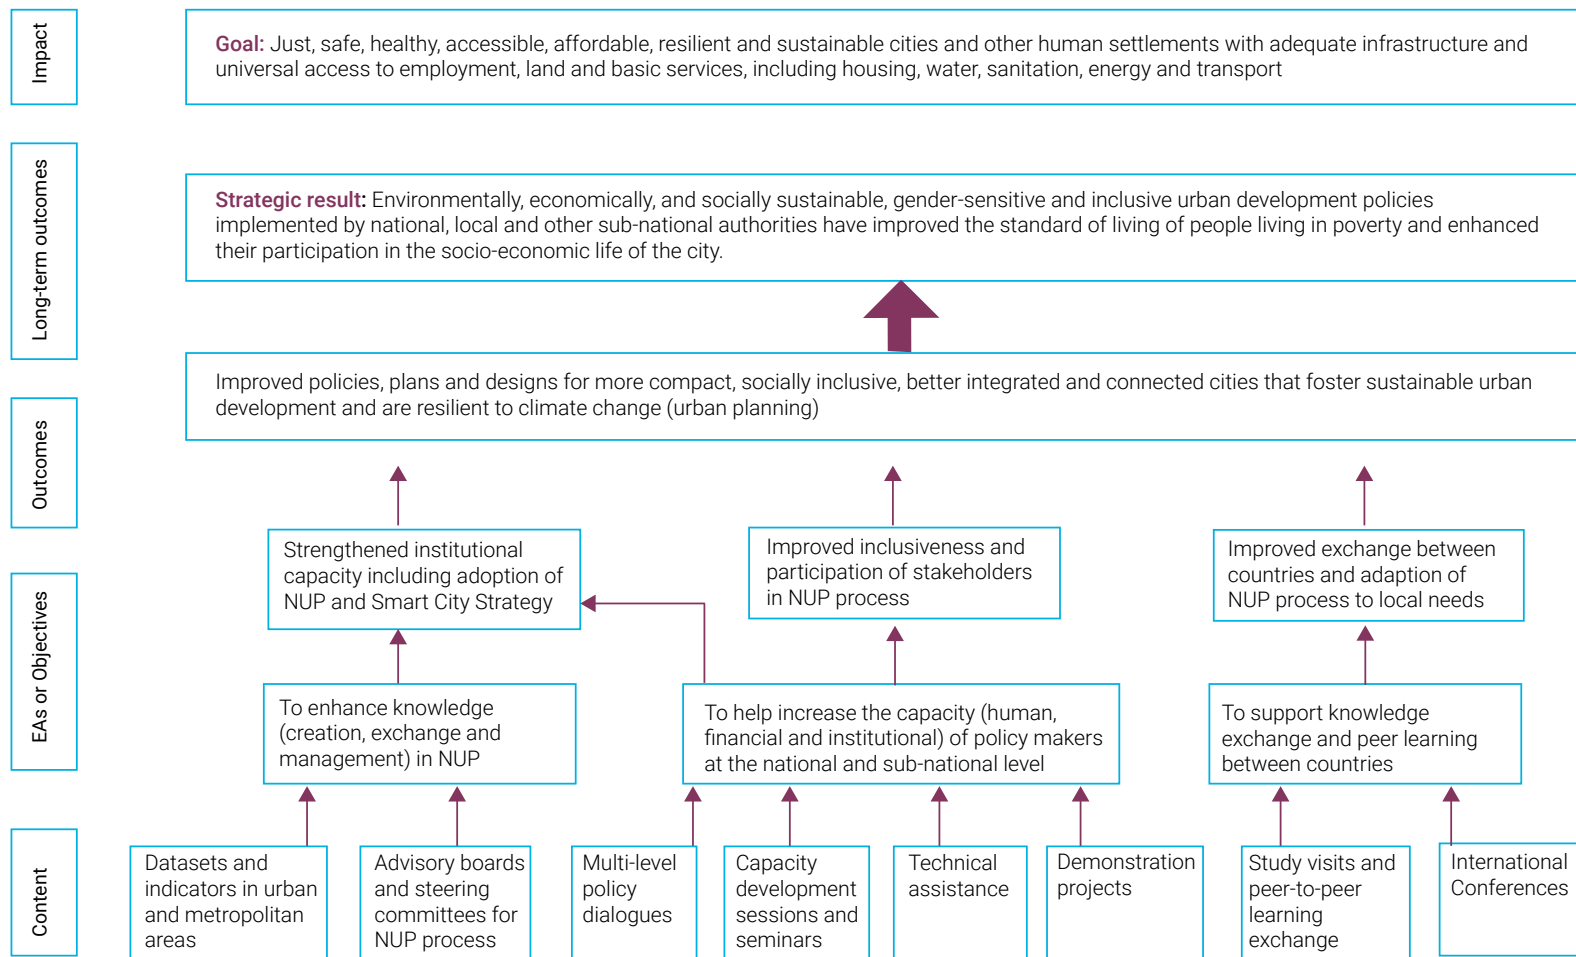 Impact
Goal: Just, safe, healthy, accessible, affordable, resilient and sustainable cities and other human settlements with adequate infrastructure and
universal access to employment, land and basic services, including housing, water, sanitation, energy and transport
Long-term outcomes
Strategic result: Environmentally, economically, and socially sustainable, gender-sensitive and inclusive urban development policies
implemented by national, local and other sub-national authorities have improved the standard of living of people living in poverty and enhanced
their participation in the socio-economic life of the city.
Improved policies, plans and designs for more compact, socially inclusive, better integrated and connected cities that foster sustainable urban
development and are resilient to climate change (urban planning)
Outcomes
Strengthened institutional
capacity including adoption of
NUP and Smart City Strategy
Improved inclusiveness and
participation of stakeholders
in NUP process
Improved exchange between
countries and adaption of
NUP process to local needs
EAs or Objectives
To enhance knowledge
(creation, exchange and
management) in NUP
To help increase the capacity (human,
financial and institutional) of policy makers
at the national and sub-national level
To support knowledge
exchange and peer learning
between countries
Content
Datasets and
indicators in urban
and metropolitan
areas
Advisory boards
and steering
committees for
NUP process
Multi-level
policy
dialogues
Capacity
development
sessions and
seminars
Technical
assistance
Demonstration
projects
Study visits and
peer-to-peer
learning
exchange
International
Conferences